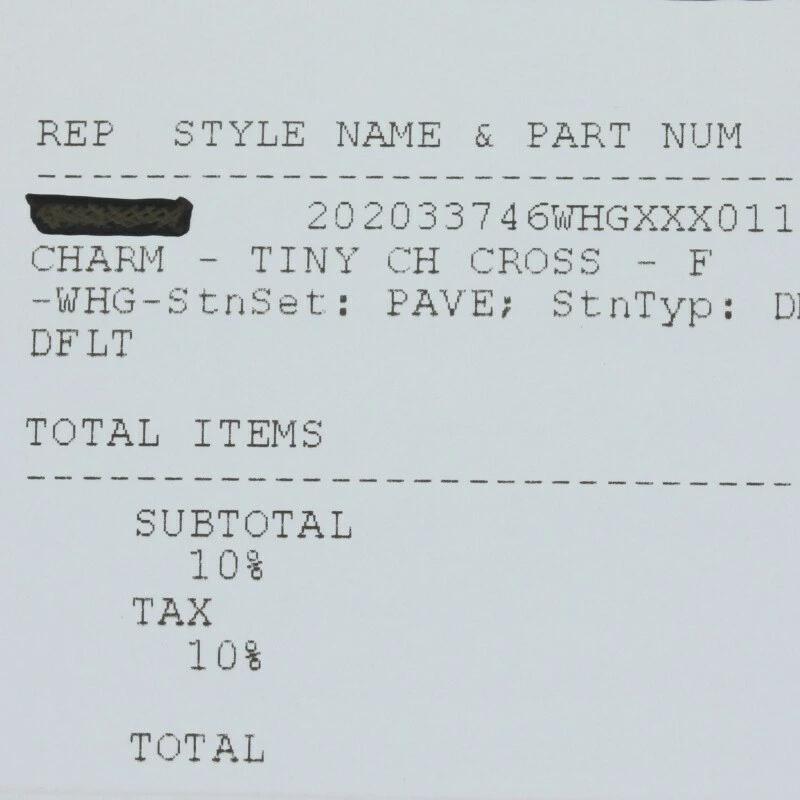 REP STYLE NAME & PART NUM
--------------------------------
202033746WHGXXX011
CHARM - TINY CH CROSS - F
-WHG-StnSet: PAVE; StnTyp:
DFLT
TOTAL ITEMS
--------------------------------
SUBTOTAL
10%
TAX
10%
TOTAL